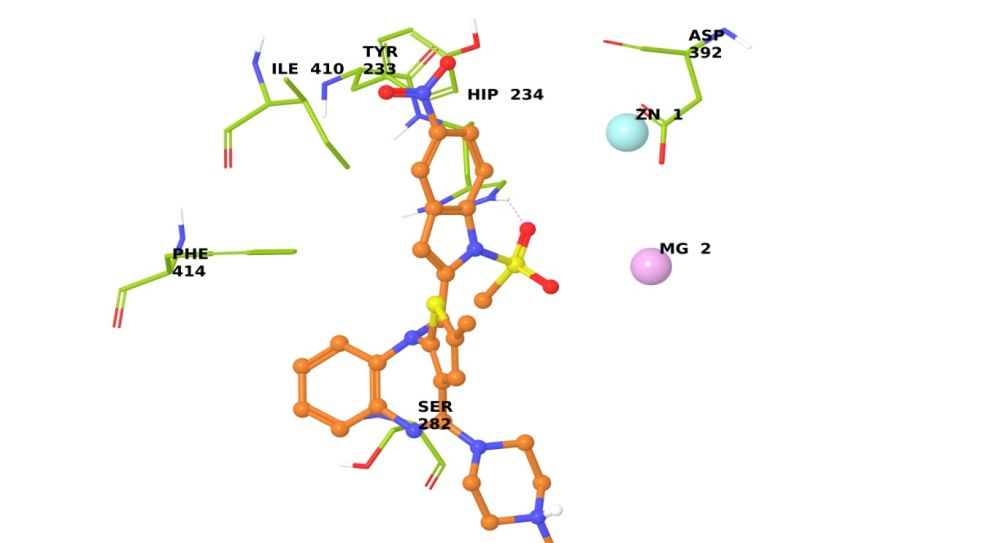 ASP
392
TYR
233
ILE 410
HIP 234
ZN 1
MG 2
PHE
414
SER
282